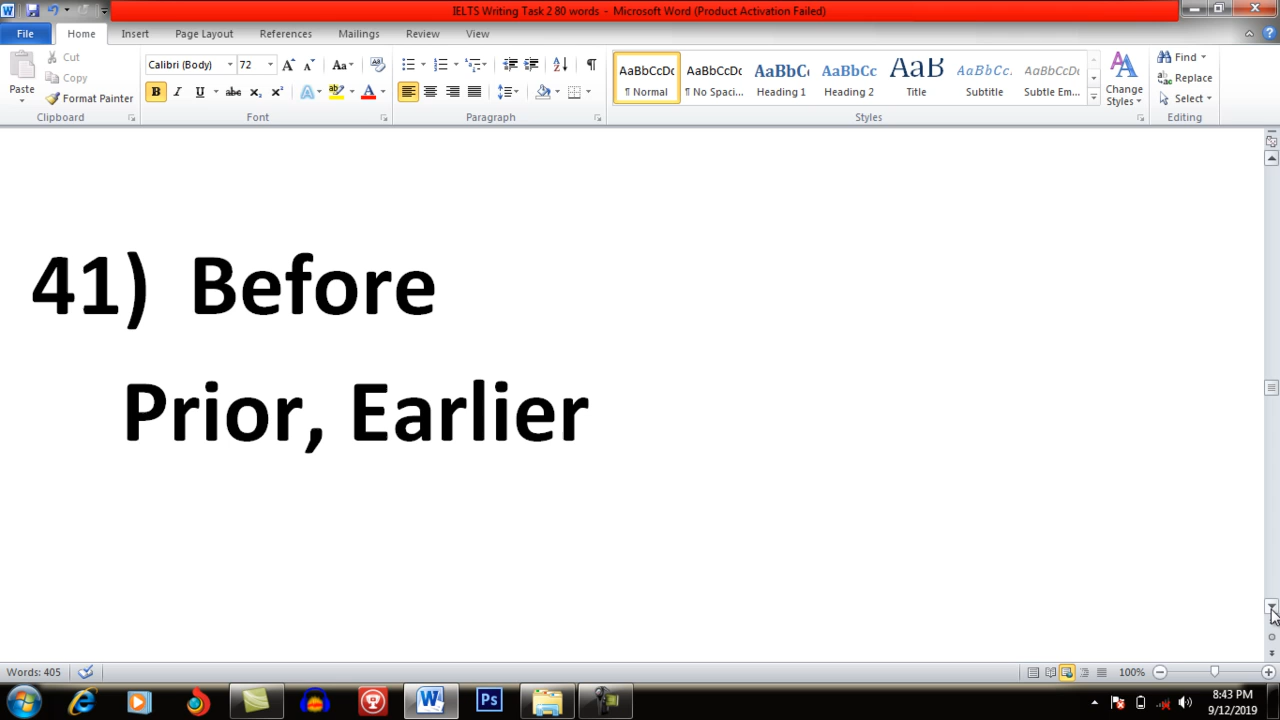 IELTS Writing Task 2 80 words - Microsoft Word (Product Activation Failed)
File Home Insert Page Layout References Mailings Review View
Paste
Cut
Copy
Format Painter
Clipboard
Calibri (Body) 72
Font
Paragraph
AaBbCcDc AaBbCcDc AaBbCc AaBbCc AaB AaBbCcDc AaBbCcDc
¶ Normal ¶ No Spaci... Heading 1 Heading 2 Title Subtitle Subtle Em...
Change Styles
Styles
Find
Replace
Select
Editing
41) Before
Prior, Earlier
Words: 405
100%
Ps
8:43 PM
9/12/2019